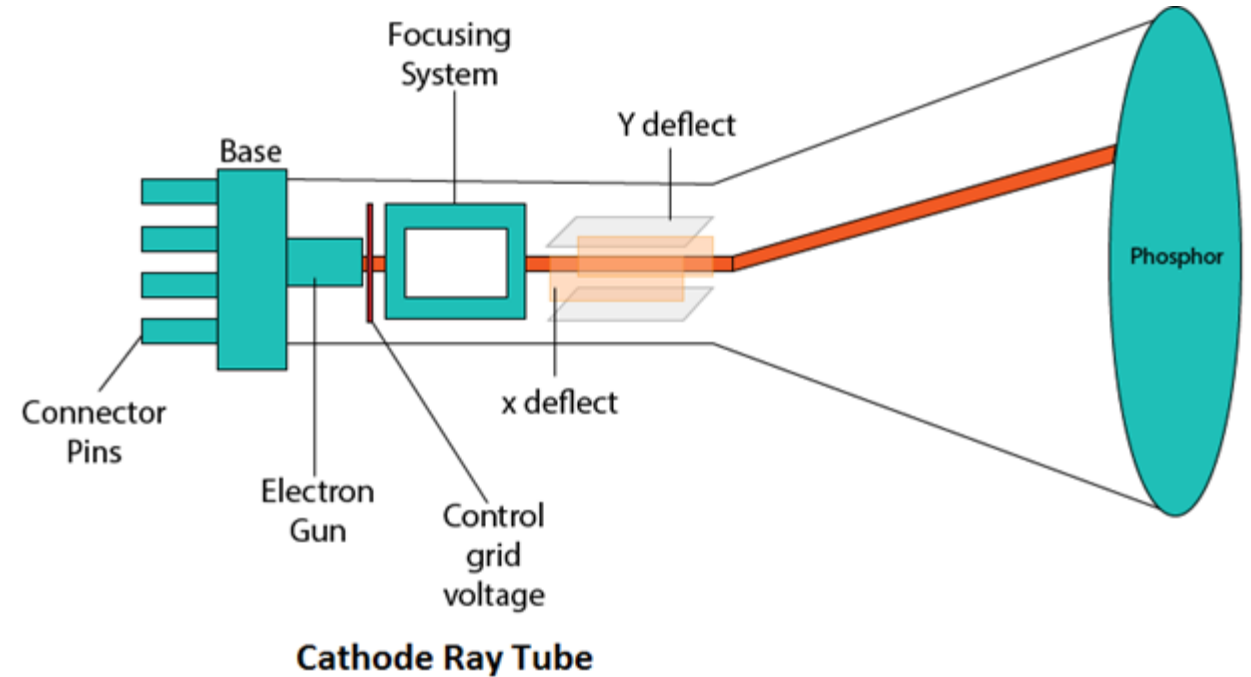 Focusing
System
Y deflect
Base
Phosphor
x deflect
Connector
Pins
Electron
Gun
Control
grid
voltage
Cathode Ray Tube